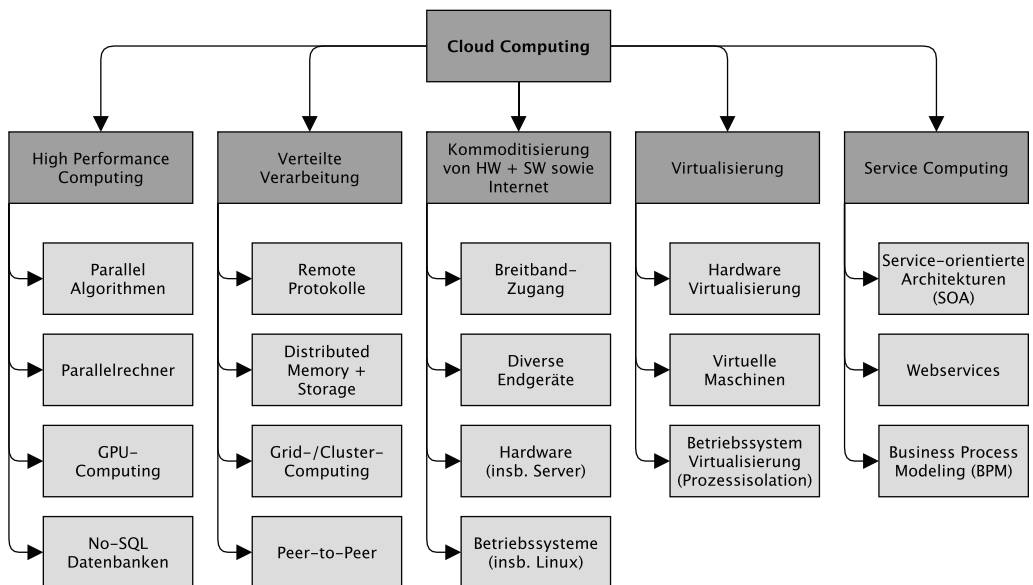 Cloud Computing
High Performance
Computing
Verteilte
Verarbeitung
Kommoditisierung
von HW + SW sowie
Internet
Virtualisierung
Service Computing
Parallel
Algorithmen
Parallelrechner
GPU-
Computing
No-SQL
Datenbanken
Remote
Protokolle
Distributed
Memory +
Storage
Grid-/Cluster-
Computing
Peer-to-Peer
Breitband-
Zugang
Diverse
Endgeräte
Hardware
(insb. Server)
Betriebssysteme
(insb. Linux)
Hardware
Virtualisierung
Virtuelle
Maschinen
Betriebssystem
Virtualisierung
(Prozessisolation)
Service-orientierte
Architekturen
(SOA)
Webservices
Business Process
Modeling (BPM)